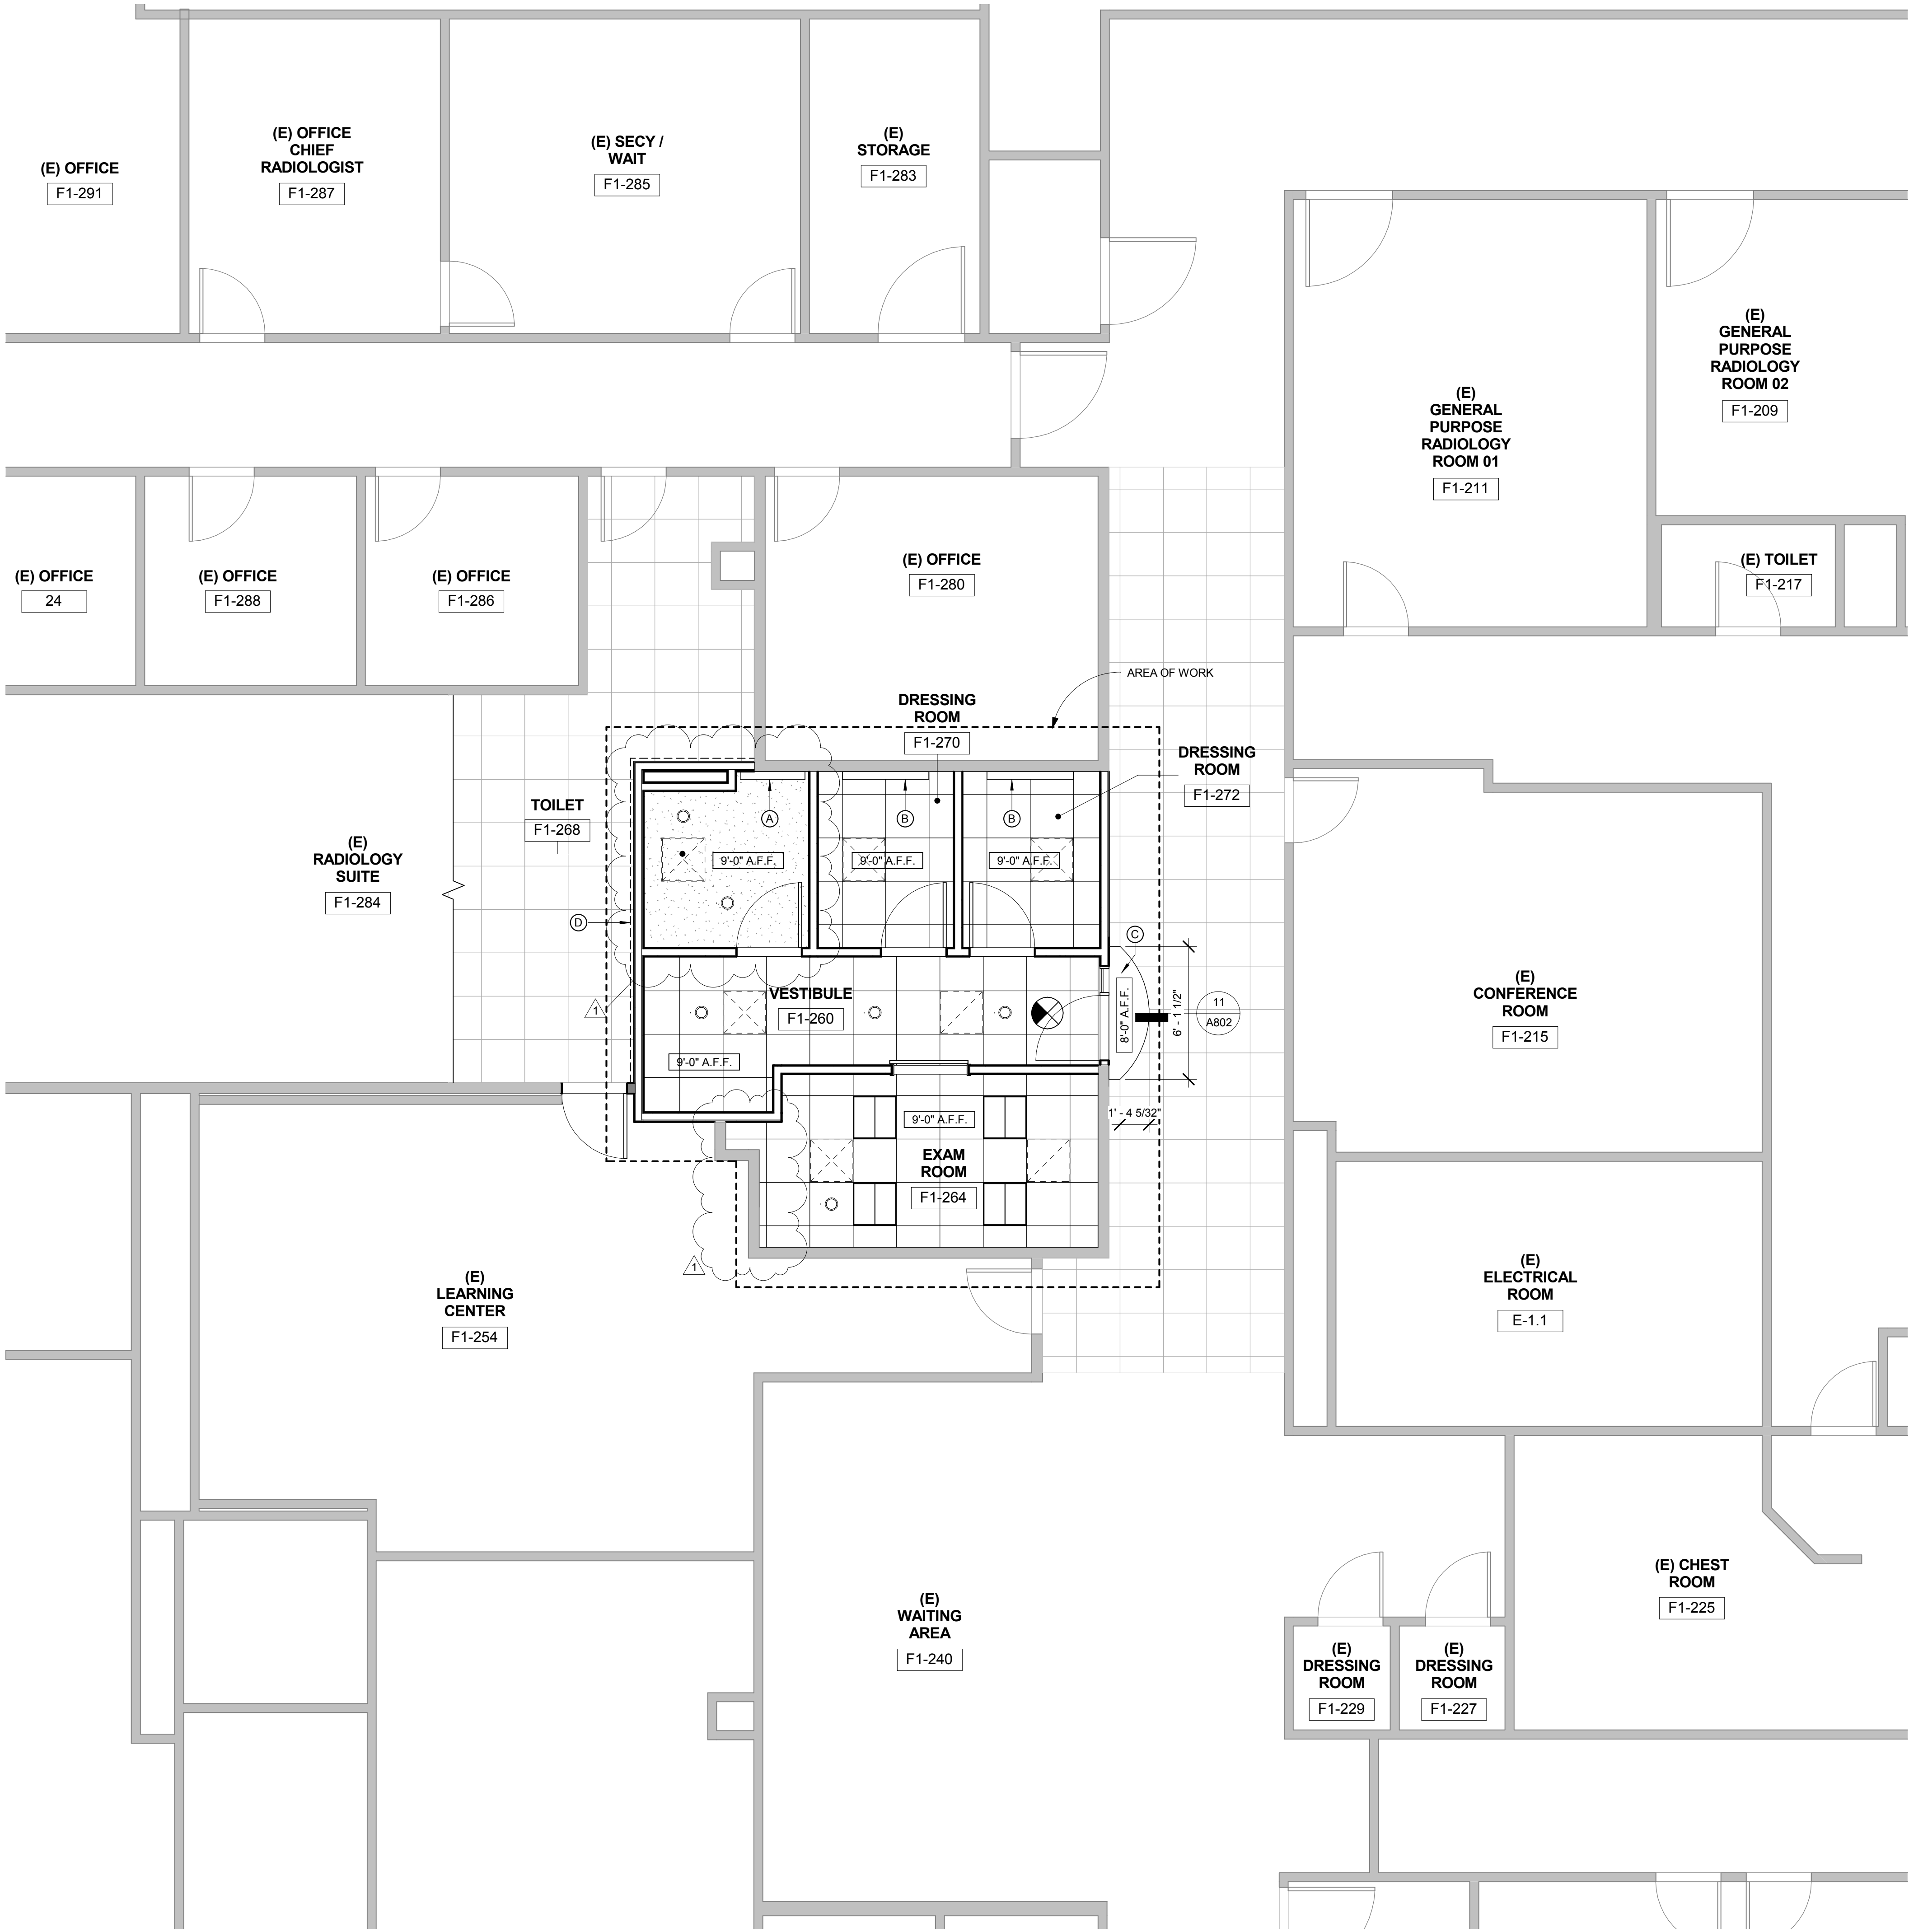 (E) OFFICE
F1-291
(E) OFFICE
CHIEF
RADIOLOGIST
F1-287
(E) SECY /
WAIT
F1-285
(E)
STORAGE
F1-283
(E)
GENERAL
PURPOSE
RADIOLOGY
ROOM 02
F1-209
(E)
GENERAL
PURPOSE
RADIOLOGY
ROOM 01
F1-211
(E) OFFICE
24
(E) OFFICE
F1-288
(E) OFFICE
F1-286
(E) OFFICE
F1-280
(E) TOILET
F1-217
AREA OF WORK
DRESSING
ROOM
F1-270
DRESSING
ROOM
F1-272
TOILET
F1-268
A
B
B
9'-0" A.F.F.
9'-0" A.F.F.
9'-0" A.F.F.
(E)
RADIOLOGY
SUITE
F1-284
D
C
VESTIBULE
F1-260
1
9'-0" A.F.F.
8'-0" A.F.F.
6' - 1 1/2"
11
A802
(E)
CONFERENCE
ROOM
F1-215
1' - 4 5/32"
9'-0" A.F.F.
EXAM
ROOM
F1-264
1
(E)
LEARNING
CENTER
F1-254
(E)
ELECTRICAL
ROOM
E-1.1
(E)
WAITING
AREA
F1-240
(E) CHEST
ROOM
F1-225
(E)
DRESSING
ROOM
F1-229
(E)
DRESSING
ROOM
F1-227